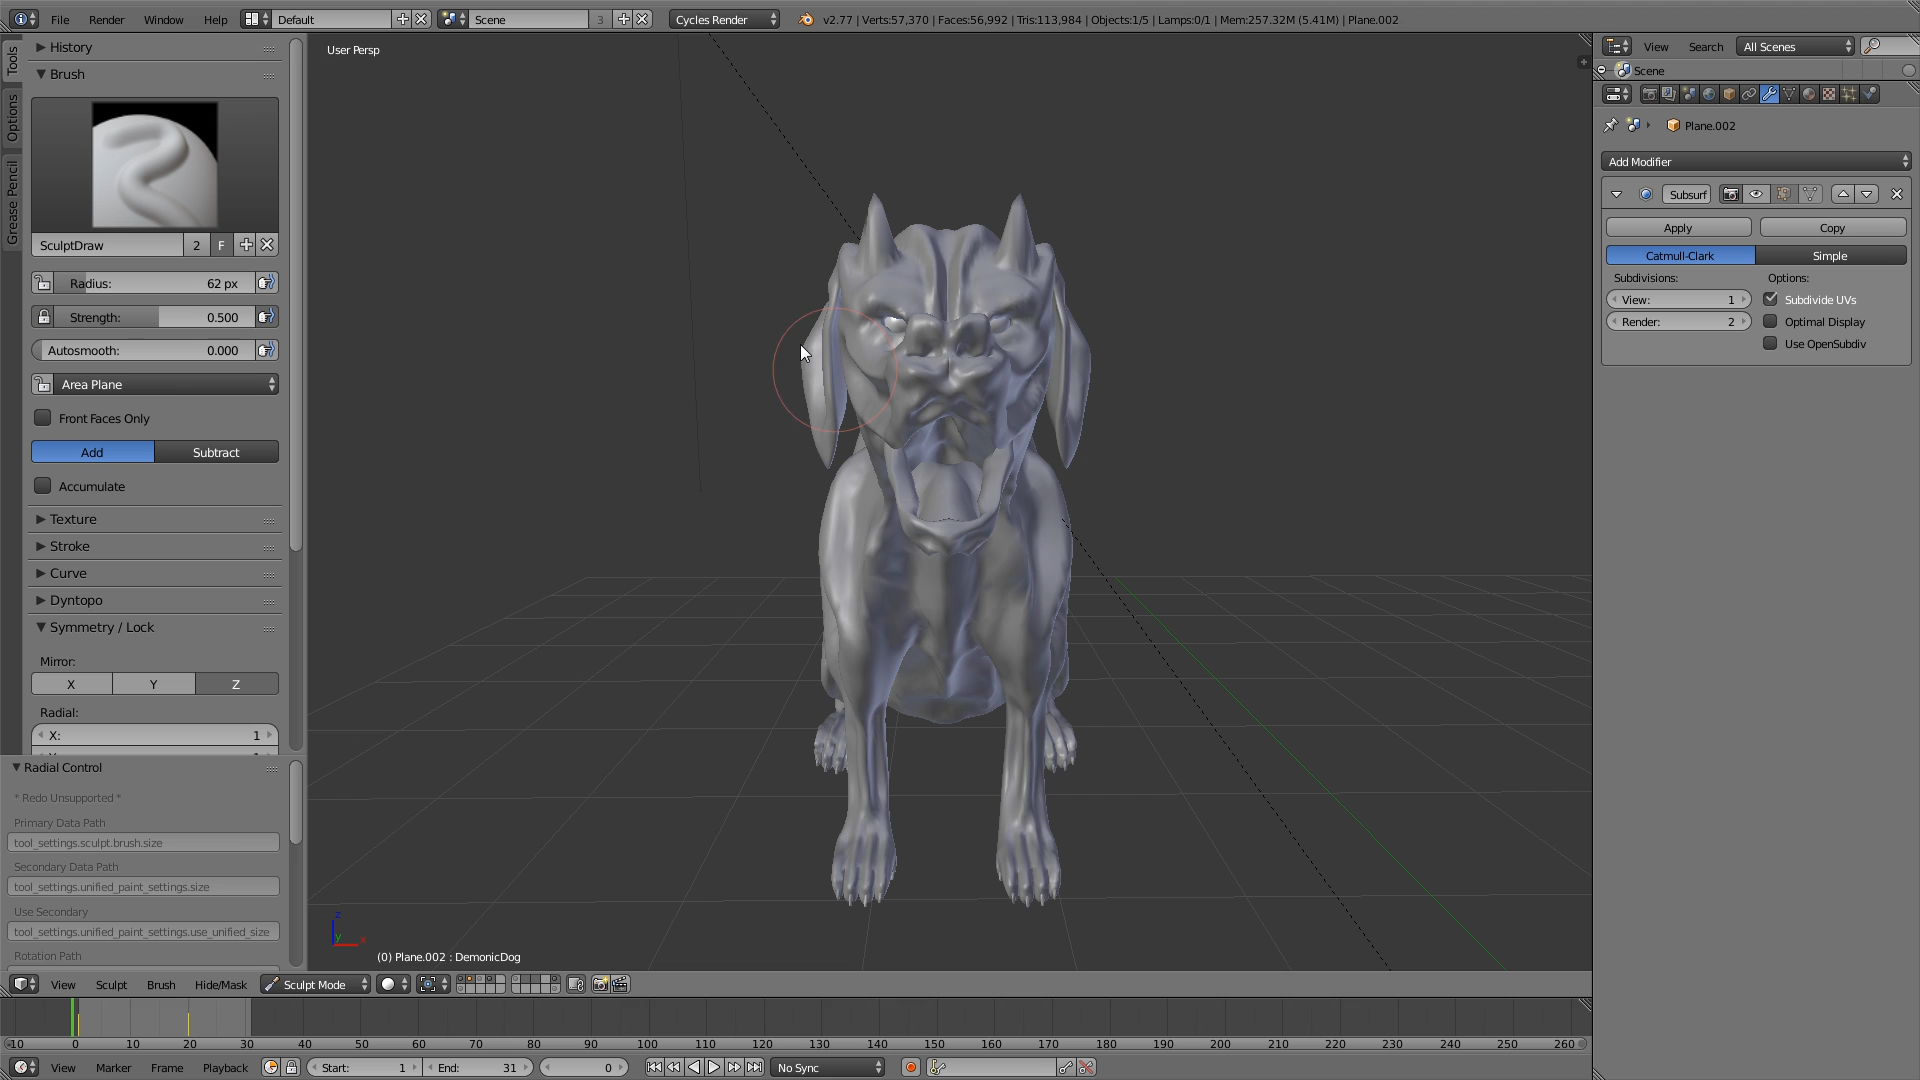 File Render Window Help Default Scene 3 Cycles Render v2.77 | Verts:57,370 | Faces:56,992 | Tris:113,984 | Objects:1/5 | Lamps:0/1 | Mem:257.32M (5.41M) | Plane.002
Tools
Options
Grease Pencil
History
Brush
SculptDraw 2 F
Radius: 62 px
Strength: 0.500
Autosmooth: 0.000
Area Plane
Front Faces Only
Add Subtract
Accumulate
Texture
Stroke
Curve
Dyntopo
Symmetry / Lock
Mirror:
X Y Z
Radial:
X: 1
Radial Control
* Redo Unsupported *
Primary Data Path
tool_settings.sculpt.brush.size
Secondary Data Path
tool_settings.unified_paint_settings.size
Use Secondary
tool_settings.unified_paint_settings.use_unified_size
Rotation Path
User Persp
z
y x
(0) Plane.002 : DemonicDog
View Search All Scenes
Scene
Plane.002
Add Modifier
Subsurf
Apply Copy
Catmull-Clark Simple
Subdivisions: Options:
View: 1 Subdivide UVs
Render: 2 Optimal Display
Use OpenSubdiv
View Sculpt Brush Hide/Mask Sculpt Mode
-10 0 10 20 30 40 50 60 70 80 90 100 110 120 130 140 150 160 170 180 190 200 210 220 230 240 250 260
View Marker Frame Playback Start: 1 End: 31 0 No Sync